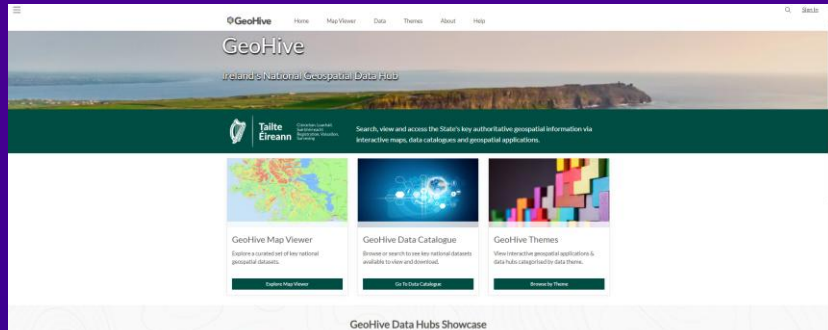 Sign In
GeoHive
Home Map Viewer Data Themes About Help
GeoHive
Ireland's National Geospatial Data Hub
Tailte
Éireann
Search, view and access the State's key authoritative geospatial information via
interactive maps, data catalogues and geospatial applications.
GeoHive Map Viewer
Explore a curated set of key national
geospatial datasets.
Explore Map Viewer
GeoHive Data Catalogue
Browse or search to see key national datasets
available to view and download.
Go To Data Catalogue
GeoHive Themes
View interactive geospatial applications &
data hubs categorised by data theme.
Browse by Theme
GeoHive Data Hubs Showcase